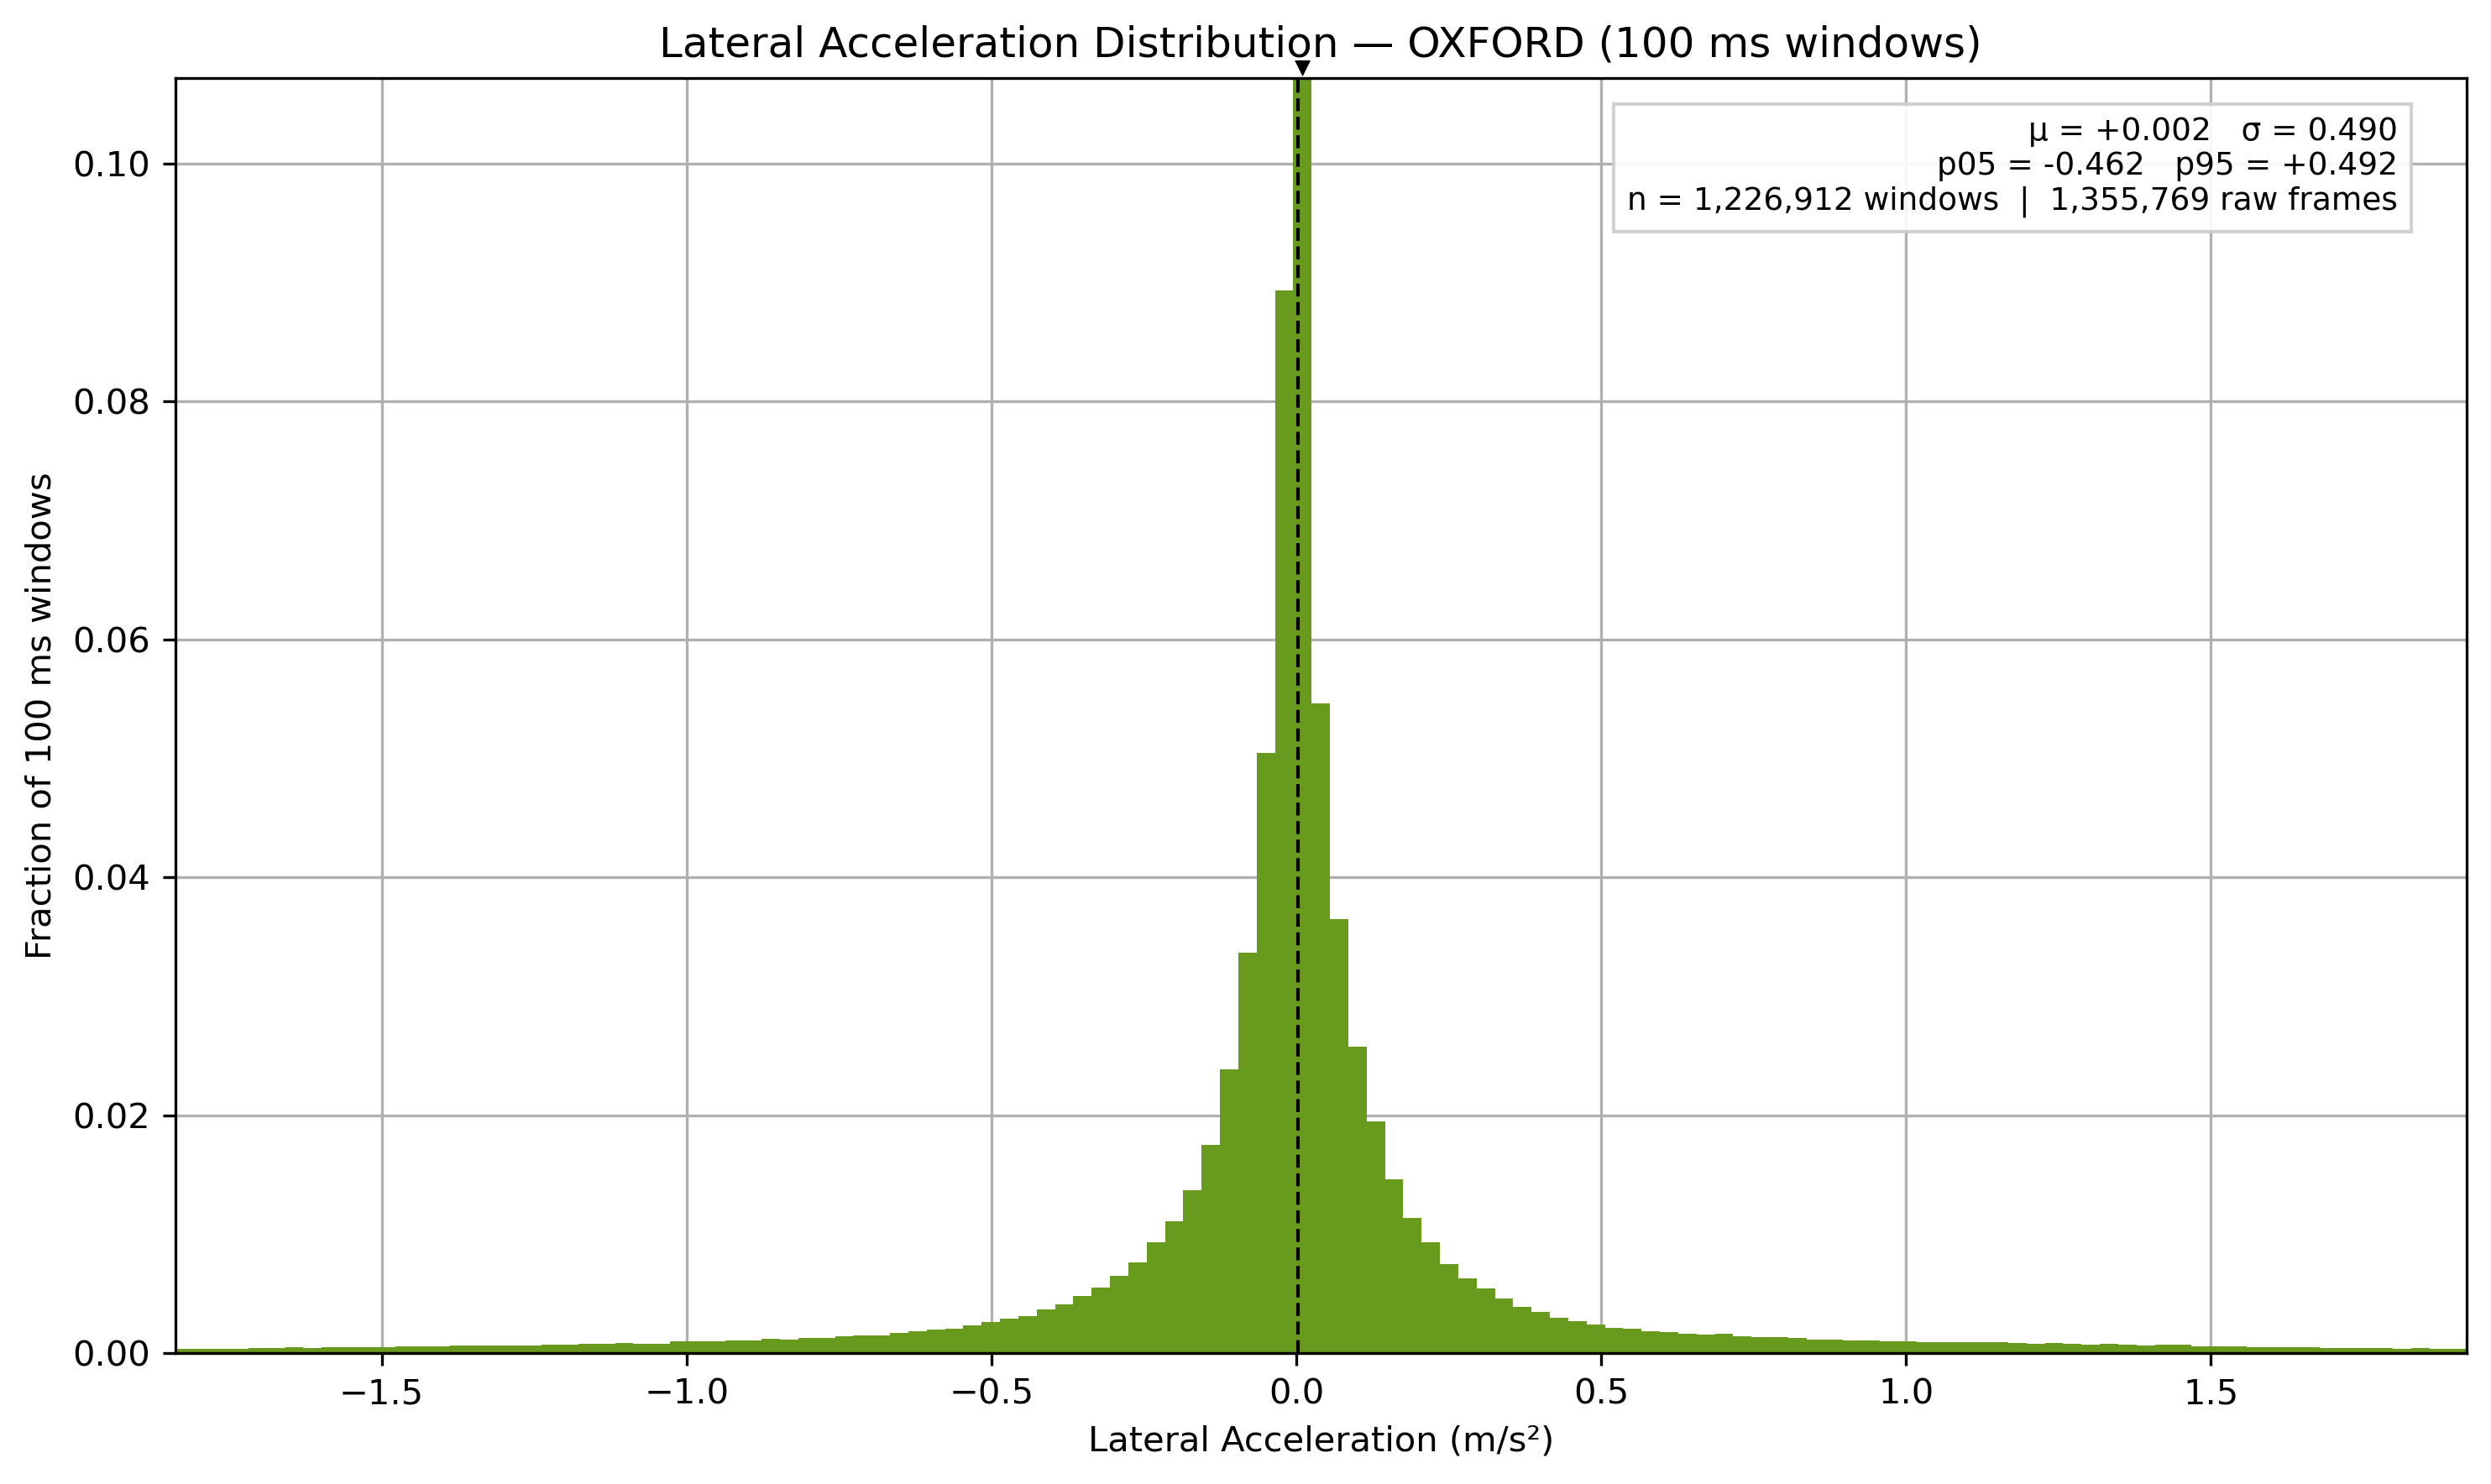 Lateral Acceleration Distribution — OXFORD (100 ms windows)
μ = +0.002   σ = 0.490
p05 = -0.462   p95 = +0.492
n = 1,226,912 windows  |  1,355,769 raw frames
Fraction of 100 ms windows
0.10
0.08
0.06
0.04
0.02
0.00
−1.5 −1.0 −0.5 0.0 0.5 1.0 1.5
Lateral Acceleration (m/s²)